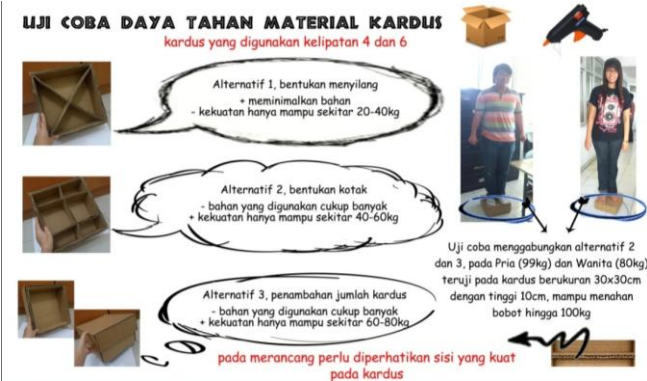 UJI COBA DAYA TAHAN MATERIAL KARDUS
kardus yang digunakan kelipatan 4 dan 6
Alternatif 1, bentukan menyilang
+ meminimalkan bahan
- kekuatan hanya mampu sekitar 20-40kg
Alternatif 2, bentukan kotak
- bahan yang digunakan cukup banyak
+ kekuatan hanya mampu sekitar 40-60kg
Alternatif 3, penambahan jumlah kardus
- bahan yang digunakan cukup banyak
+ kekuatan hanya mampu sekitar 60-80kg
Uji coba menggabungkan alternatif 2
dan 3, pada Pria (99kg) dan Wanita (80kg)
teruji pada kardus berukuran 30x30cm
dengan tinggi 10cm, mampu menahan
bobot hingga 100kg
pada merancang perlu diperhatikan sisi yang kuat
pada kardus